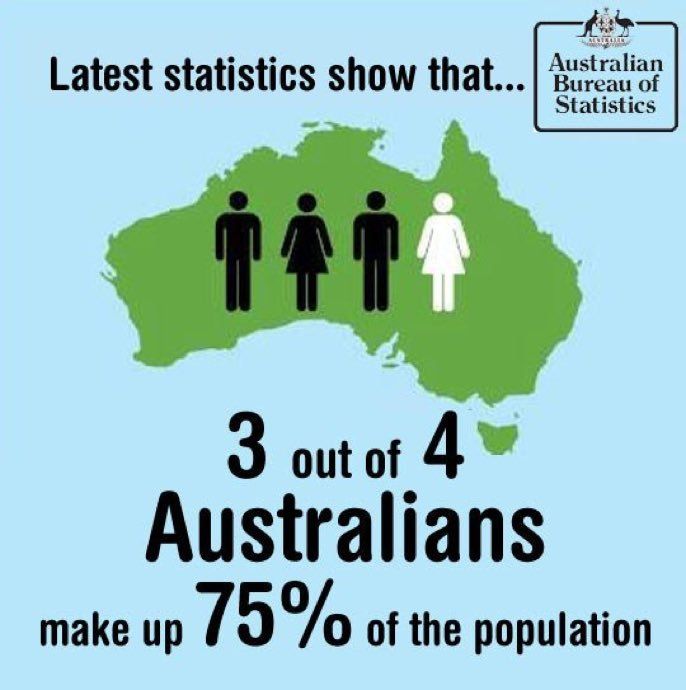 Latest statistics show that...
AUSTRALIA
Australian
Bureau of
Statistics
3 out of 4
Australians
make up 75% of the population